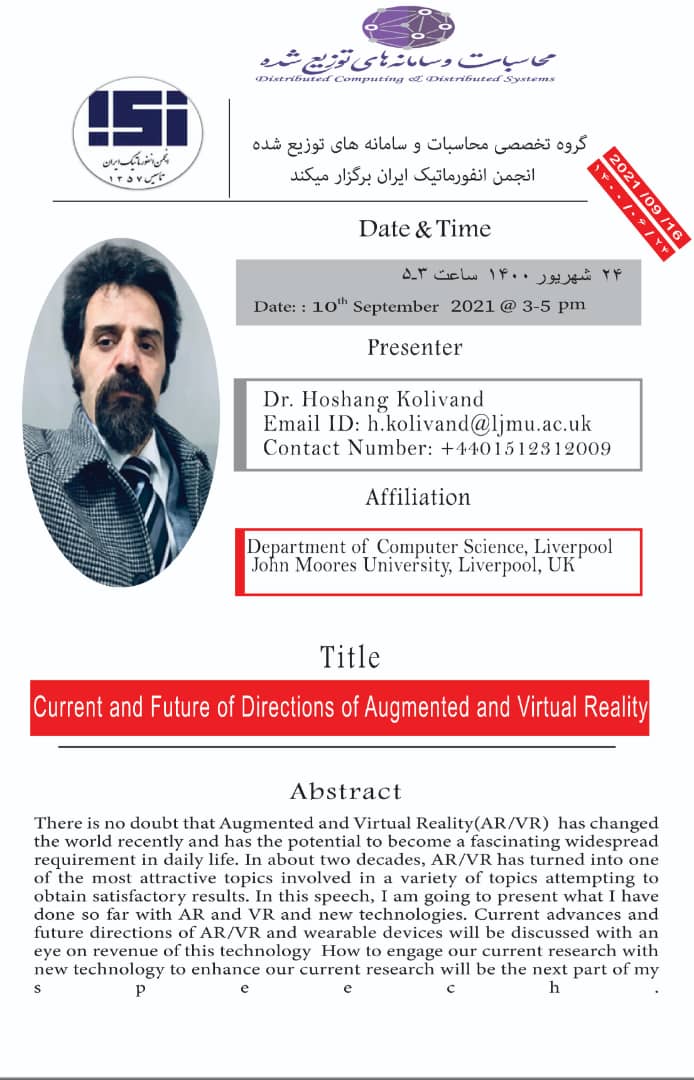 محاسبات و سامانه‌های توزیع شده
Distributed Computing & Distributed Systems
ISI
انجمن انفورماتیک ایران
تاسیس ۱۳۵۷
گروه تخصصی محاسبات و سامانه های توزیع شده
انجمن انفورماتیک ایران برگزار میکند
2021 /09 /16
۱۴۰۰/۰۶/۲۴
Date & Time
۲۴ شهریور ۱۴۰۰ ساعت ۳-۵
Date: : 10th September 2021 @ 3-5 pm
Presenter
Dr. Hoshang Kolivand
Email ID: h.kolivand@ljmu.ac.uk
Contact Number: +4401512312009
Affiliation
Department of Computer Science, Liverpool
John Moores University, Liverpool, UK
Title
Current and Future of Directions of Augmented and Virtual Reality
Abstract
There is no doubt that Augmented and Virtual Reality(AR/VR) has changed
the world recently and has the potential to become a fascinating widespread
requirement in daily life. In about two decades, AR/VR has turned into one
of the most attractive topics involved in a variety of topics attempting to
obtain satisfactory results. In this speech, I am going to present what I have
done so far with AR and VR and new technologies. Current advances and
future directions of AR/VR and wearable devices will be discussed with an
eye on revenue of this technology How to engage our current research with
new technology to enhance our current research will be the next part of my
s p e e c h .